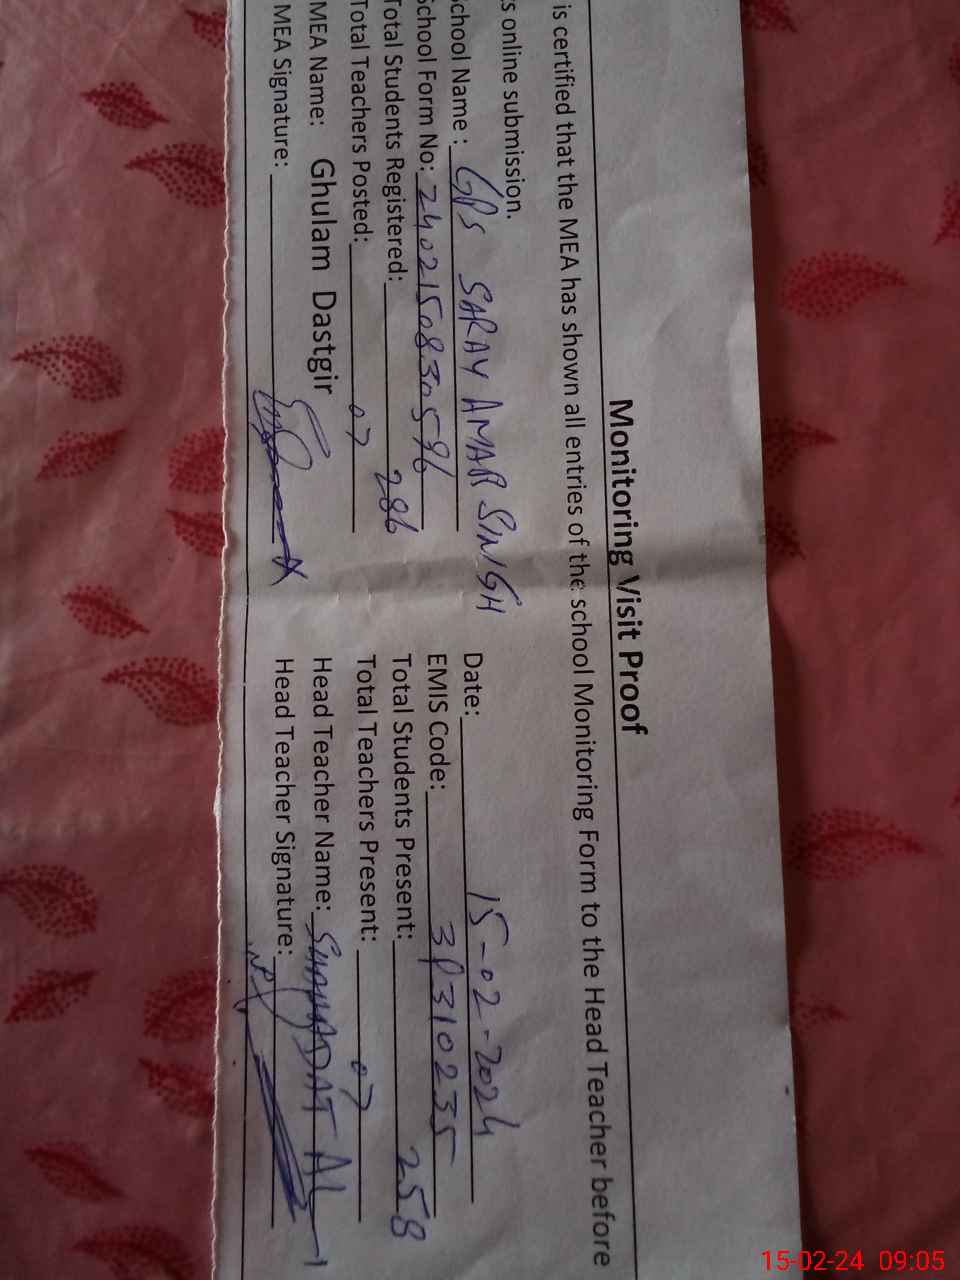 Monitoring Visit Proof
is certified that the MEA has shown all entries of the school Monitoring Form to the Head Teacher before
s online submission.
School Name : GPS SARAY AMAR SINGH Date: 15-02-2024
School Form No: 2402150830596 EMIS Code: 3P310235
Total Students Registered: 286 Total Students Present: 258
Total Teachers Posted: 07 Total Teachers Present: 07
MEA Name: Ghulam Dastgir Head Teacher Name: ALI
MEA Signature: Head Teacher Signature:
15-02-24 09:05